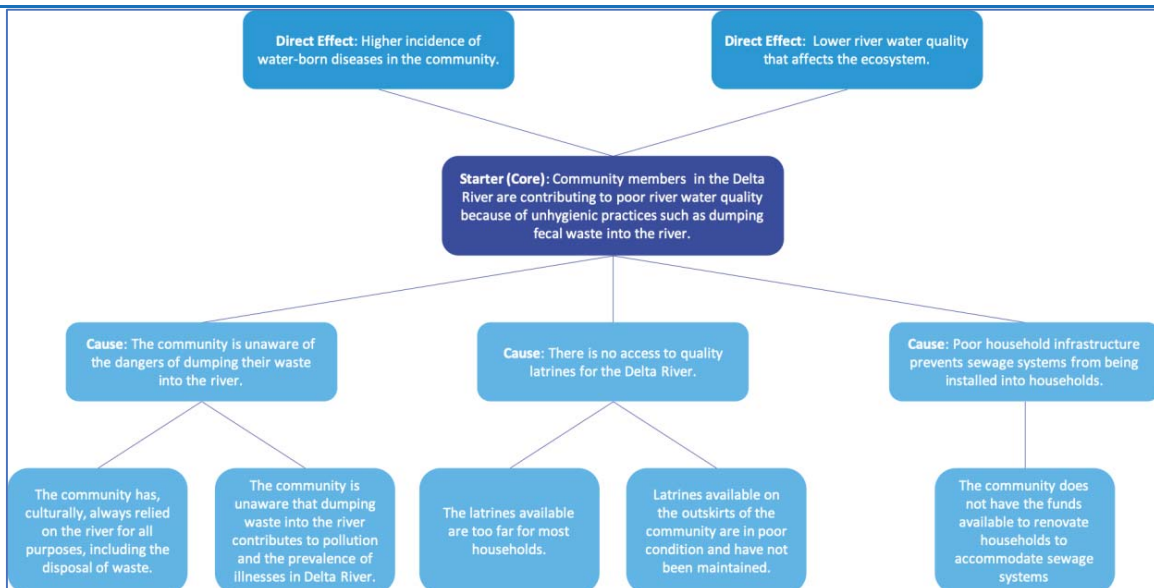 Direct Effect: Higher incidence of
water-born diseases in the community.
Direct Effect:  Lower river water quality
that affects the ecosystem.
Starter (Core): Community members  in the Delta
River are contributing to poor river water quality
because of unhygienic practices such as dumping
fecal waste into the river.
Cause: The community is unaware of
the dangers of dumping their waste
into the river.
Cause: There is no access to quality
latrines for the Delta River.
Cause: Poor household infrastructure
prevents sewage systems from being
installed into households.
The community has,
culturally, always relied
on the river for all
purposes, including the
disposal of waste.
The community is
unaware that dumping
waste into the river
contributes to pollution
and the prevalence of
illnesses in Delta River.
The latrines available
are too far for most
households.
Latrines available on
the outskirts of the
community are in poor
condition and have not
been maintained.
The community does
not have the funds
available to renovate
households to
accommodate sewage
systems